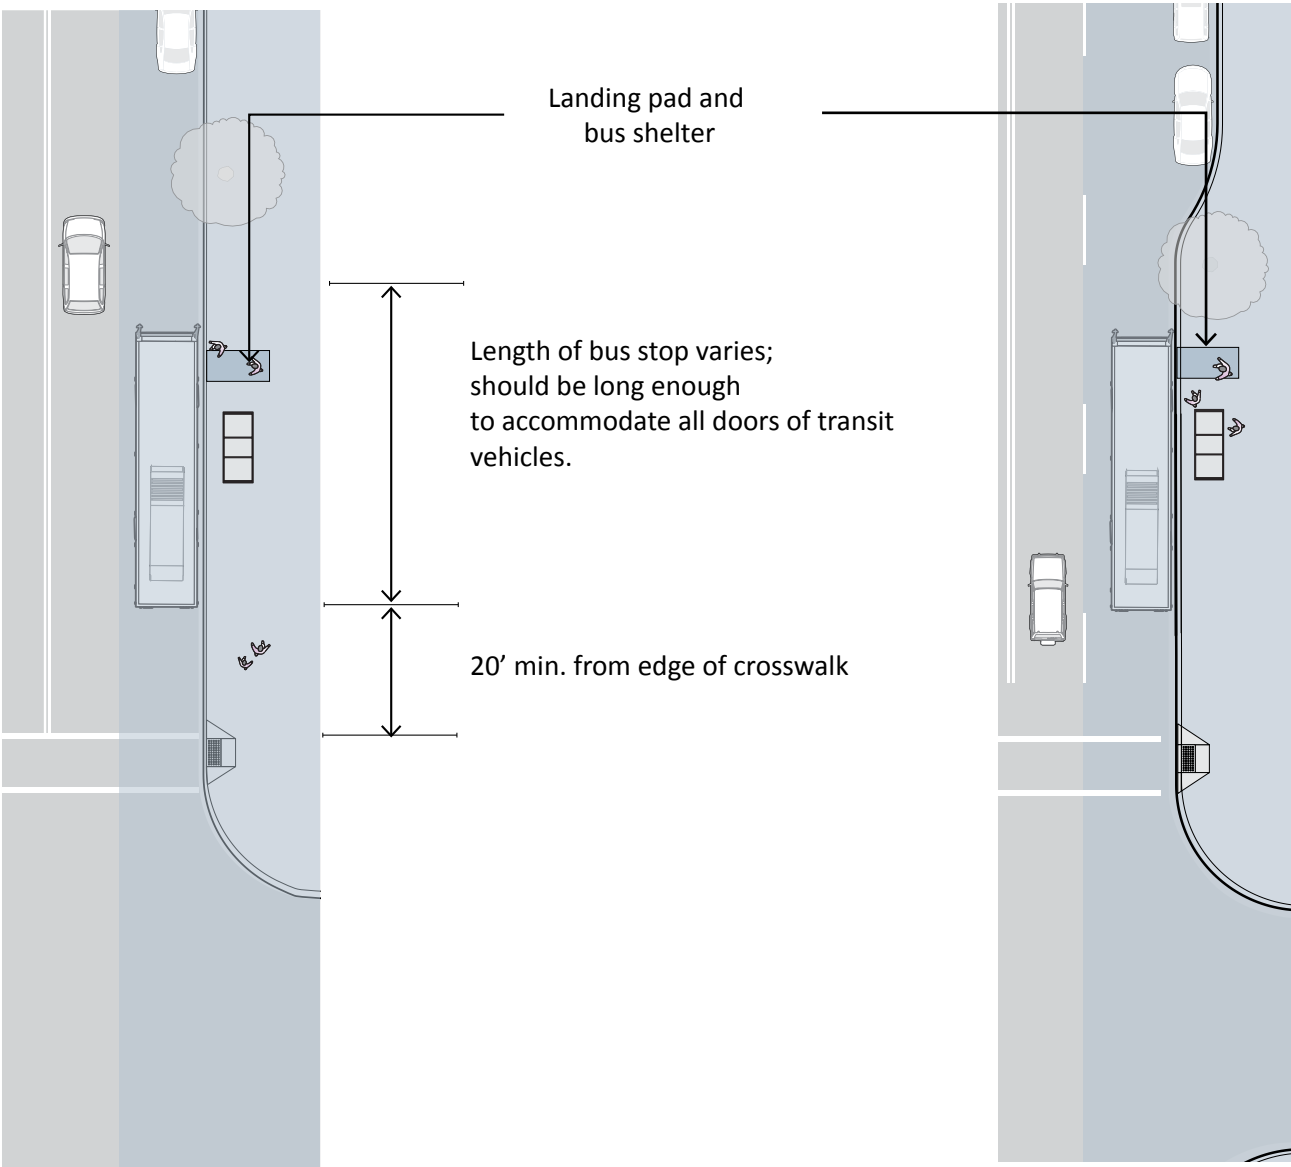 Landing pad and
bus shelter
Length of bus stop varies;
should be long enough
to accommodate all doors of transit
vehicles.
20’ min. from edge of crosswalk